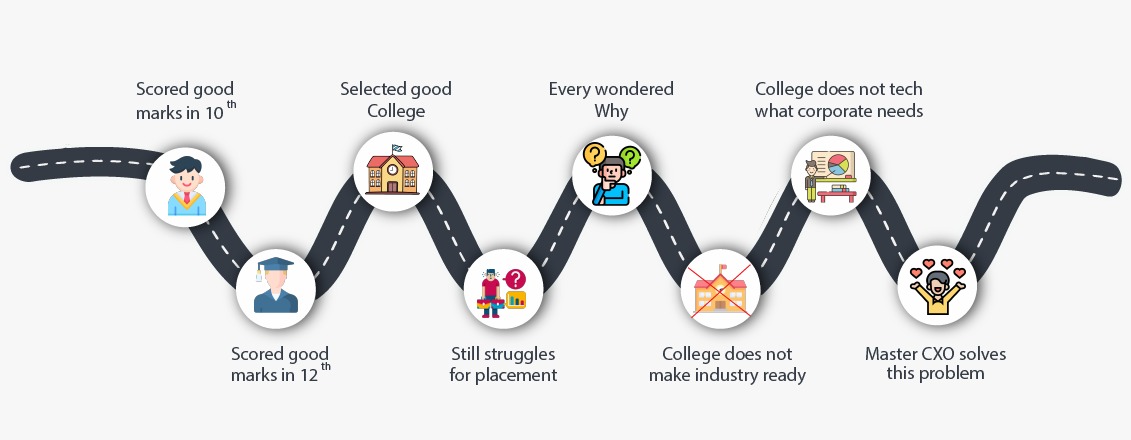 Scored good
marks in 10 th
Scored good
marks in 12 th
Selected good
College
Still struggles
for placement
Every wondered
Why
College does not
make industry ready
College does not tech
what corporate needs
Master CXO solves
this problem